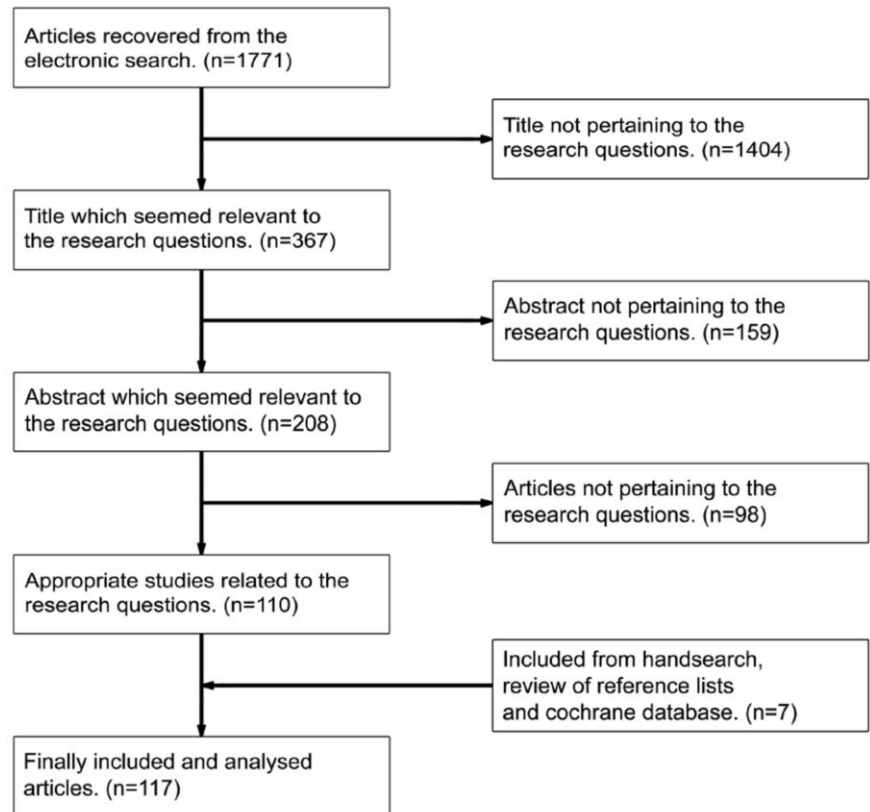 Articles recovered from the
electronic search. (n=1771)
Title not pertaining to the
research questions. (n=1404)
Title which seemed relevant to
the research questions. (n=367)
Abstract not pertaining to the
research questions. (n=159)
Abstract which seemed relevant to
the research questions. (n=208)
Articles not pertaining to the
research questions. (n=98)
Appropriate studies related to the
research questions. (n=110)
Included from handsearch,
review of reference lists
and cochrane database. (n=7)
Finally included and analysed
articles. (n=117)